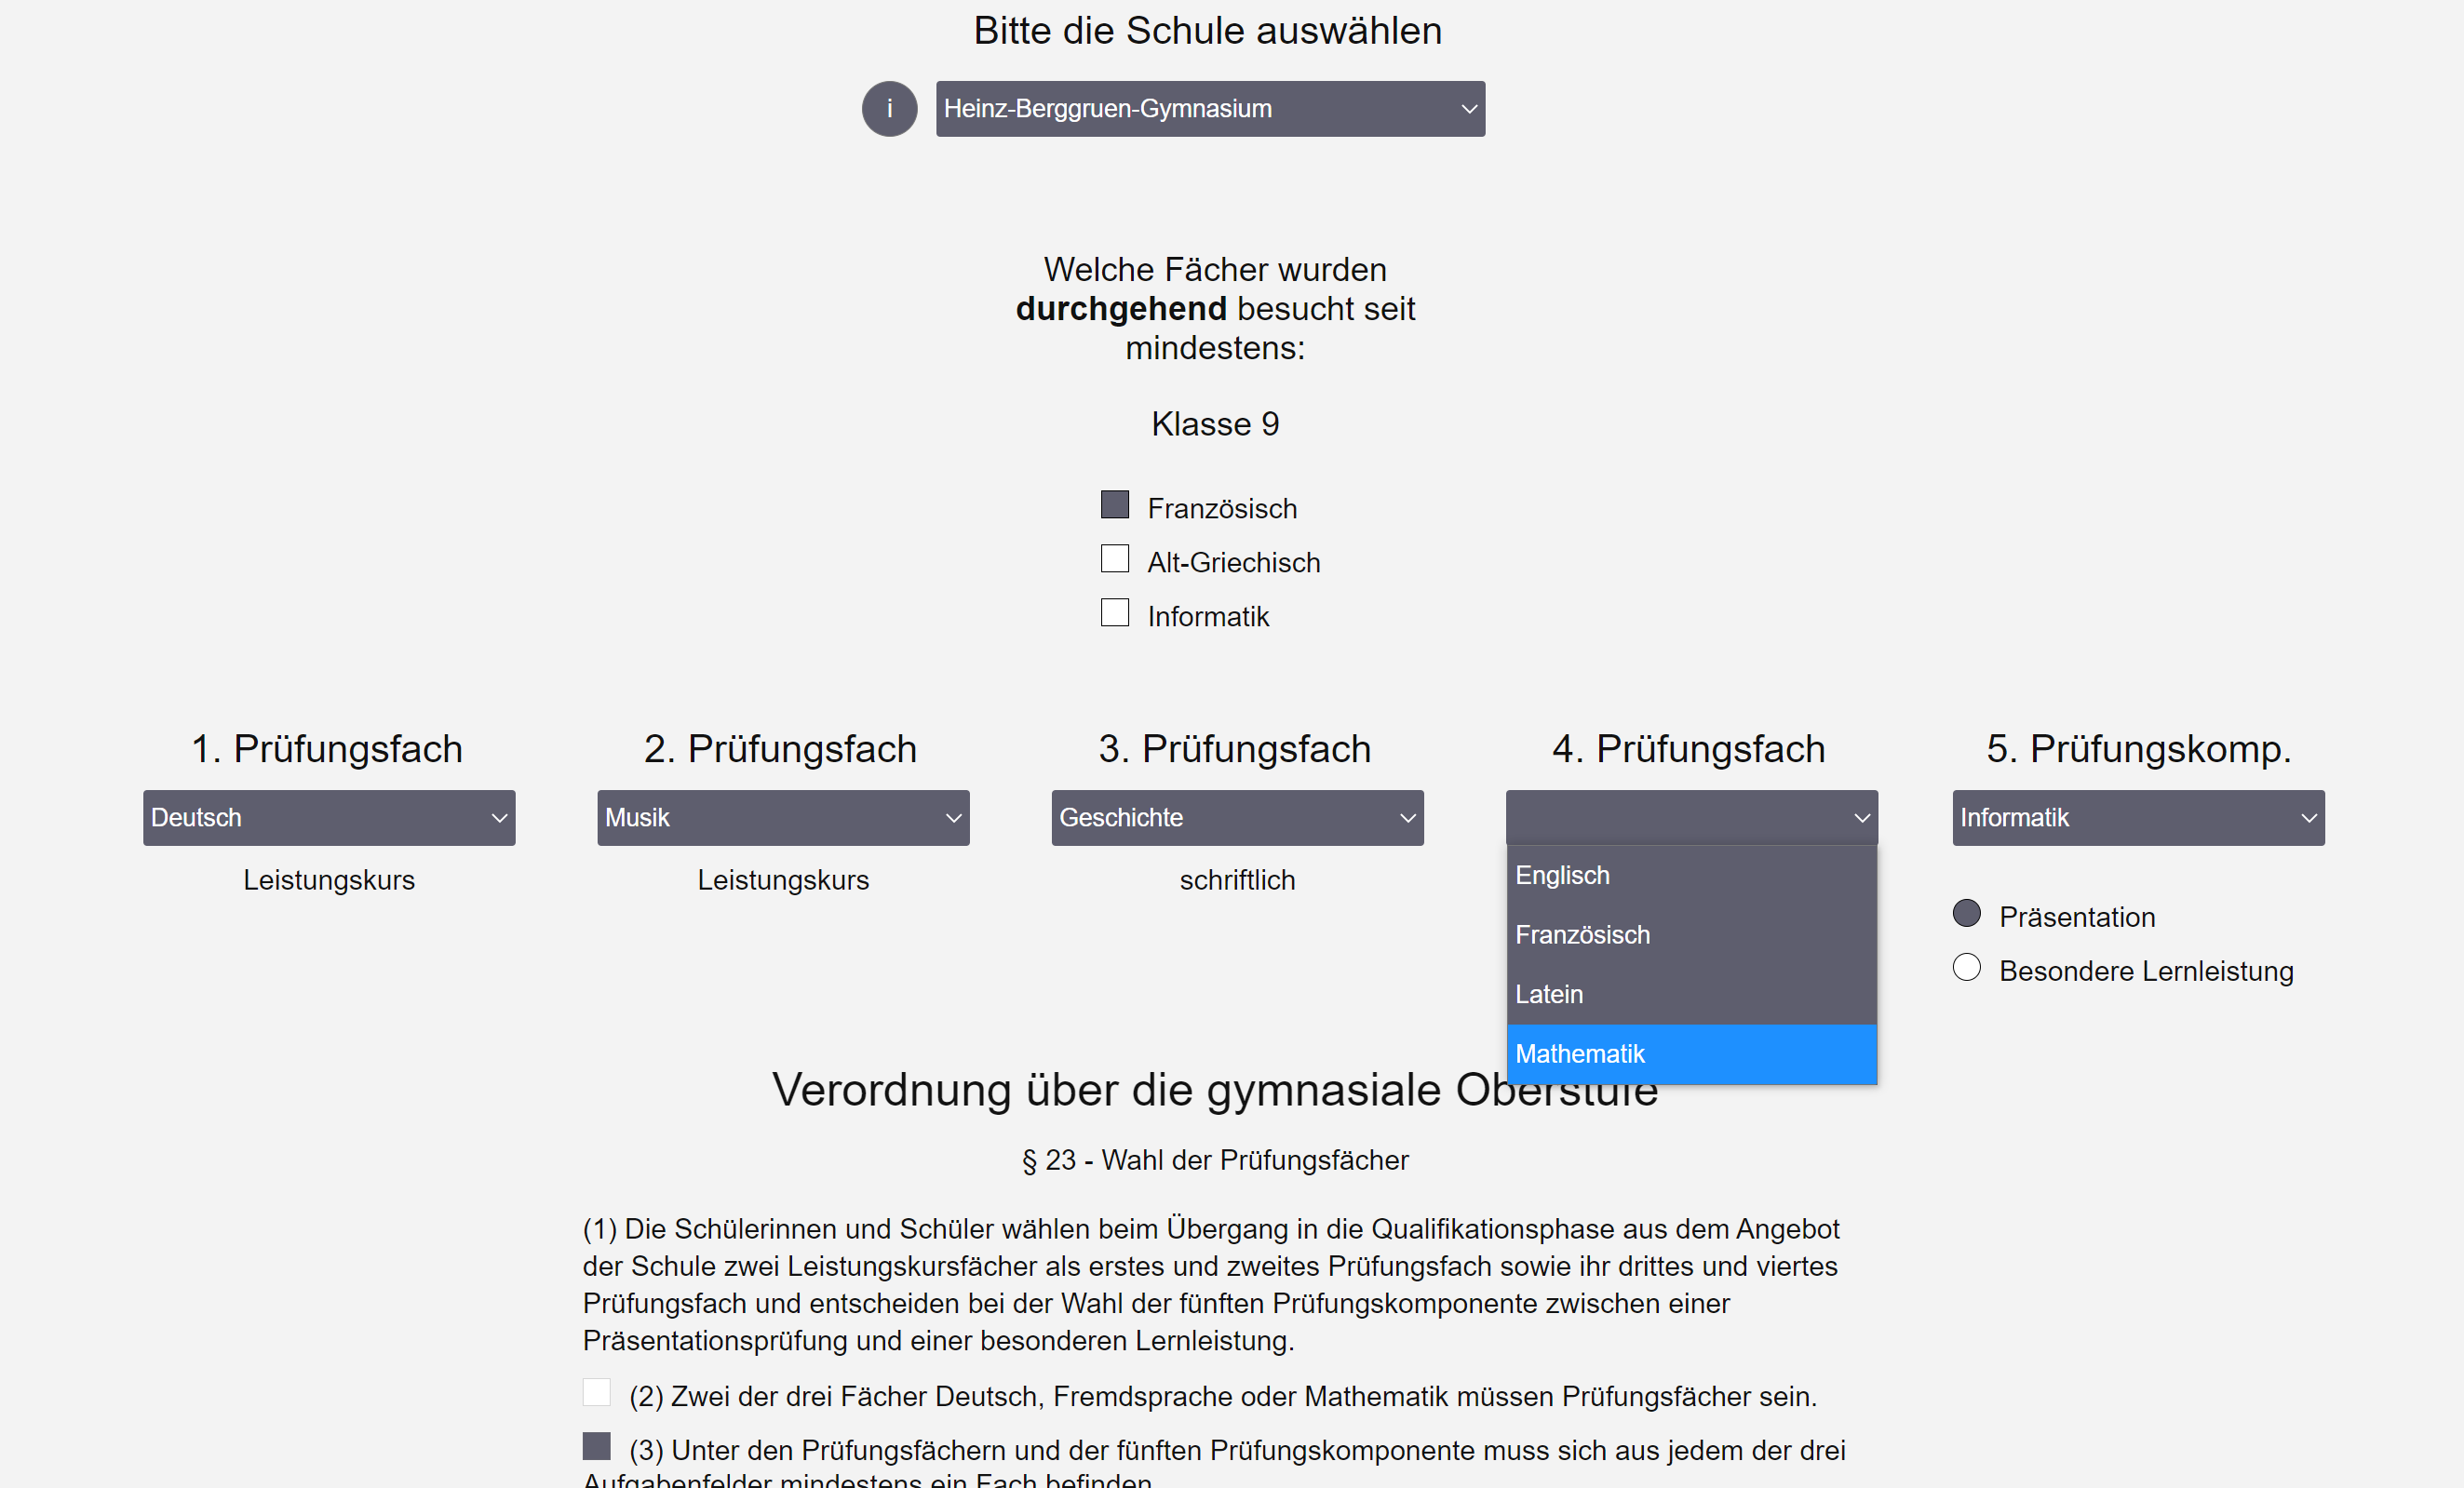 Bitte die Schule auswählen
i
Heinz-Berggruen-Gymnasium
Welche Fächer wurden
durchgehend besucht seit
mindestens:
Klasse 9
Französisch
Alt-Griechisch
Informatik
1. Prüfungsfach
Deutsch
Leistungskurs
2. Prüfungsfach
Musik
Leistungskurs
3. Prüfungsfach
Geschichte
schriftlich
4. Prüfungsfach
Englisch
Französisch
Latein
Mathematik
5. Prüfungskomp.
Informatik
Präsentation
Besondere Lernleistung
Verordnung über die gymnasiale Oberstufe
§ 23 - Wahl der Prüfungsfächer
(1) Die Schülerinnen und Schüler wählen beim Übergang in die Qualifikationsphase aus dem Angebot
der Schule zwei Leistungskursfächer als erstes und zweites Prüfungsfach sowie ihr drittes und viertes
Prüfungsfach und entscheiden bei der Wahl der fünften Prüfungskomponente zwischen einer
Präsentationsprüfung und einer besonderen Lernleistung.
(2) Zwei der drei Fächer Deutsch, Fremdsprache oder Mathematik müssen Prüfungsfächer sein.
(3) Unter den Prüfungsfächern und der fünften Prüfungskomponente muss sich aus jedem der drei
Aufgabenfelder mindestens ein Fach befinden